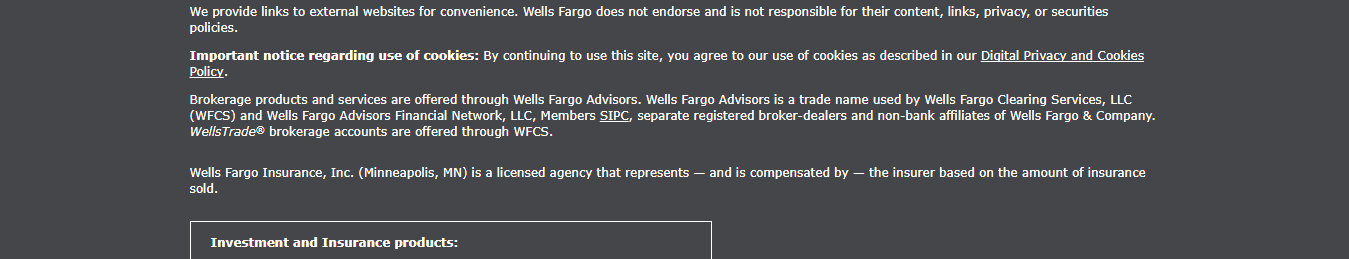 We provide links to external websites for convenience. Wells Fargo does not endorse and is not responsible for their content, links, privacy, or securities
policies.
Important notice regarding use of cookies: By continuing to use this site, you agree to our use of cookies as described in our Digital Privacy and Cookies
Policy.
Brokerage products and services are offered through Wells Fargo Advisors. Wells Fargo Advisors is a trade name used by Wells Fargo Clearing Services, LLC
(WFCS) and Wells Fargo Advisors Financial Network, LLC, Members SIPC, separate registered broker-dealers and non-bank affiliates of Wells Fargo & Company.
WellsTrade® brokerage accounts are offered through WFCS.
Wells Fargo Insurance, Inc. (Minneapolis, MN) is a licensed agency that represents — and is compensated by — the insurer based on the amount of insurance
sold.
Investment and Insurance products: